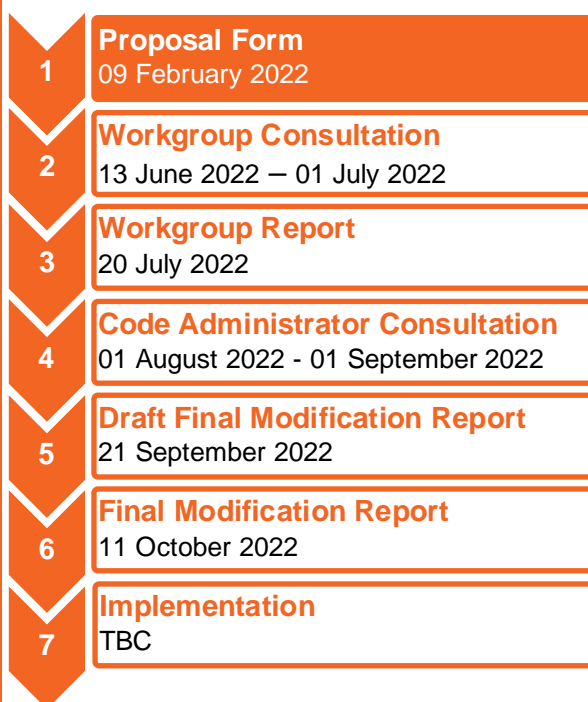 1
Proposal Form
09 February 2022
2
Workgroup Consultation
13 June 2022 – 01 July 2022
3
Workgroup Report
20 July 2022
4
Code Administrator Consultation
01 August 2022 - 01 September 2022
5
Draft Final Modification Report
21 September 2022
6
Final Modification Report
11 October 2022
7
Implementation
TBC